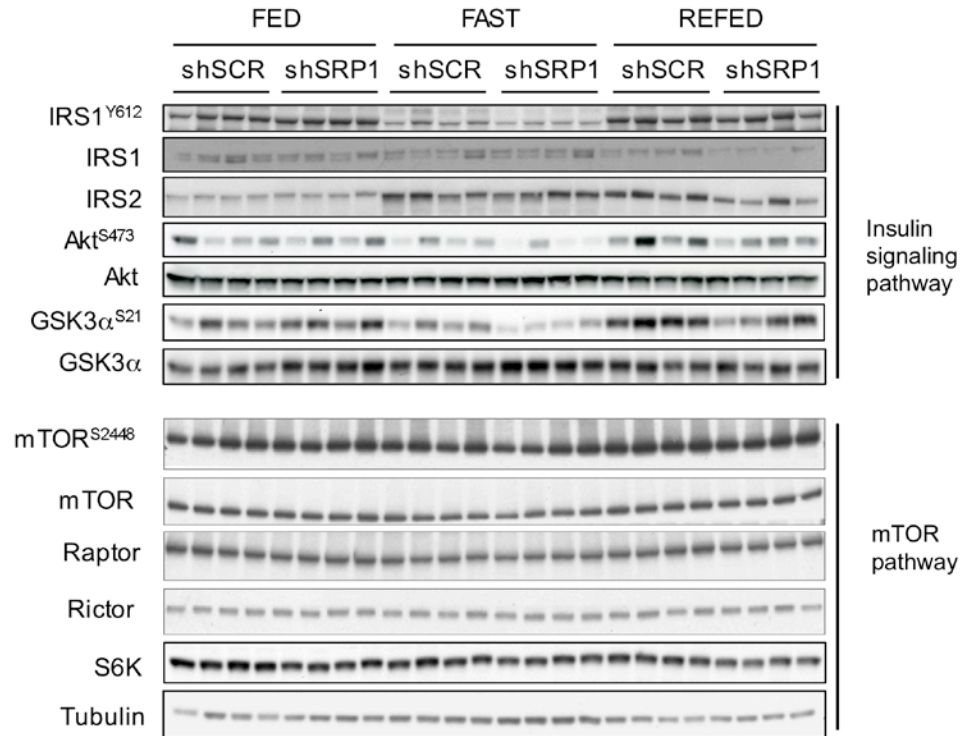 FED FAST REFED
shSCR shSRP1 shSCR shSRP1 shSCR shSRP1
IRS1Y612
IRS1
IRS2
AktS473
Akt
GSK3αS21
GSK3α
Insulin
signaling
pathway
mTORS2448
mTOR
Raptor
Rictor
S6K
Tubulin
mTOR
pathway